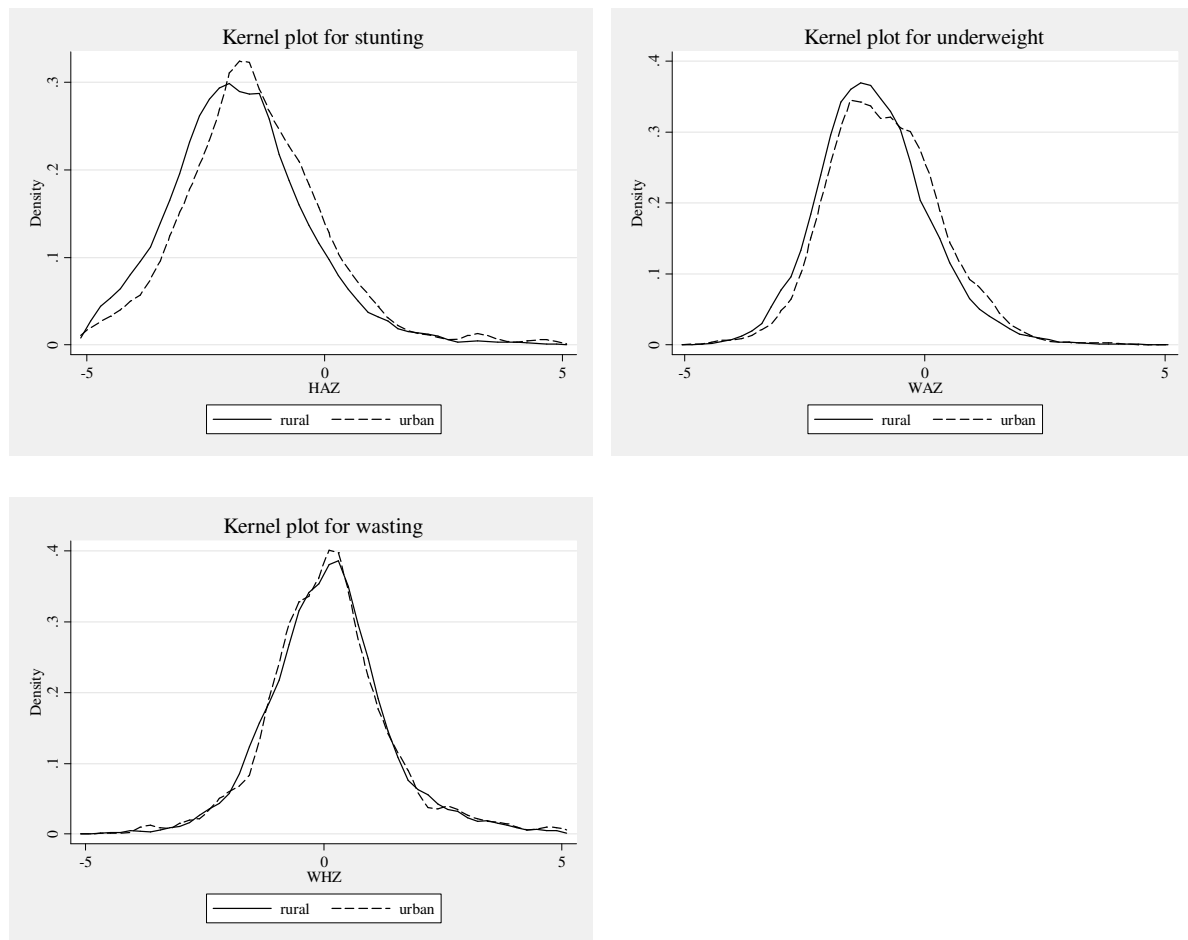 Kernel plot for stunting
.3
.2
.1
0
Density
-5 0 5
HAZ
rural urban
Kernel plot for underweight
.4
.3
.2
.1
0
Density
-5 0 5
WAZ
rural urban
Kernel plot for wasting
.4
.3
.2
.1
0
Density
-5 0 5
WHZ
rural urban